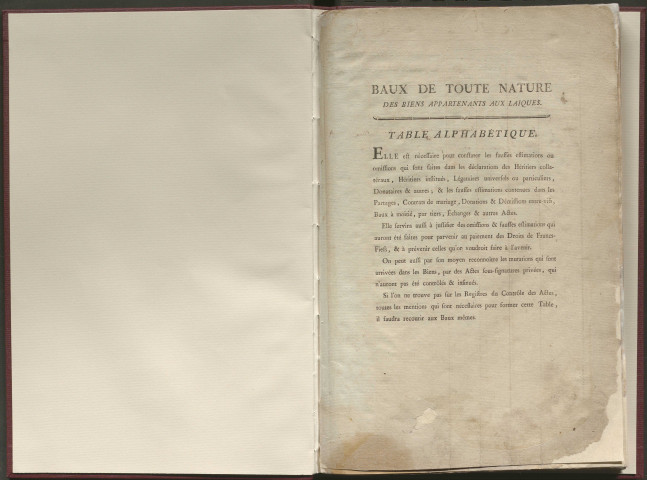 BAUX DE TOUTE NATURE
DES BIENS APPARTENANTS AUX LAIQUES.
TABLE ALPHABÉTIQUE.
ELLE est nécessaire pour constater les fausses estimations ou
omissions qui sont faites dans les déclarations des Héritiers colla-
téraux, Héritiers institués, Légataires universels ou particuliers,
Donataires & autres; & les fausses estimations contenues dans les
Partages, Contrats de mariage, Donations & Démissions entre-vifs,
Baux à moitié, par tiers, Echanges & autres Actes.
Elle servira aussi à justifier des omissions & fausses estimations qui
auront été faites pour parvenir au paiement des Droits de Francs-
Fiefs, & à prévenir celles qu'on voudroit faire à l'avenir.
On peut aussi par son moyen reconnoître les mutations qui sont
arrivées dans les Biens, par des Actes sous-signatures privées, qui
n'auront pas été contrôlés & insinués.
Si l'on ne trouve pas sur les Registres du Contrôle des Actes,
toutes les mentions qui sont nécessaires pour former cette Table,
il faudra recourir aux Baux mêmes